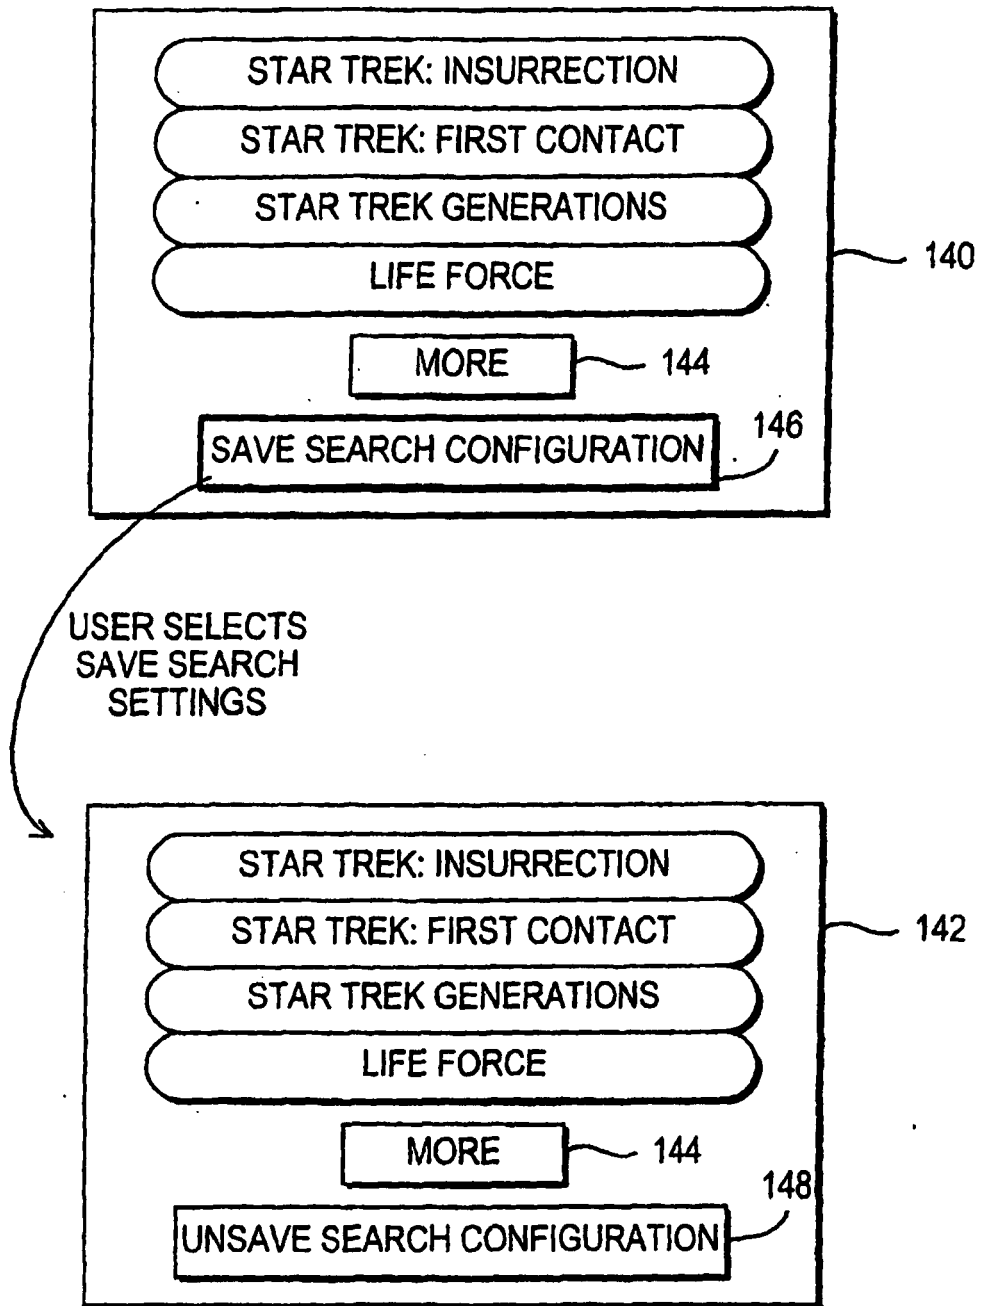 STAR TREK: INSURRECTION
STAR TREK: FIRST CONTACT
STAR TREK GENERATIONS
LIFE FORCE
140
MORE
144
SAVE SEARCH CONFIGURATION
146
USER SELECTS
SAVE SEARCH
SETTINGS
STAR TREK: INSURRECTION
STAR TREK: FIRST CONTACT
142
STAR TREK GENERATIONS
LIFE FORCE
MORE
144
148
UNSAVE SEARCH CONFIGURATION